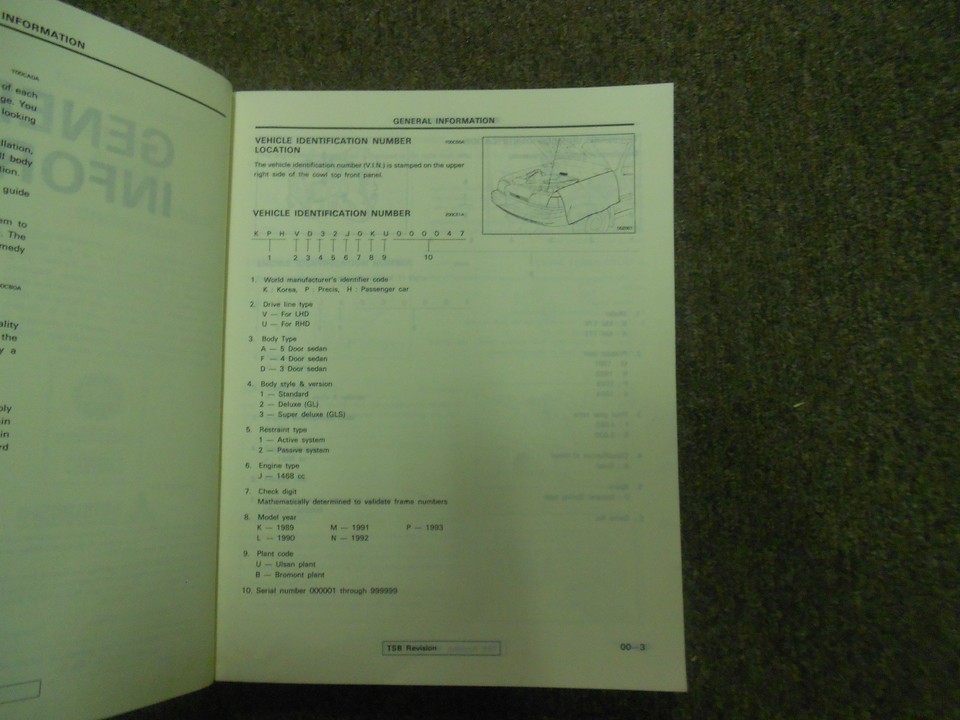 INFORMATION
of each
ge. You
looking
llation,
ll body
tion.
guide
em to
. The
medy
ality
the
y a
ply
in
in
rd
GENERAL INFORMATION
VEHICLE IDENTIFICATION NUMBER
LOCATION
The vehicle identification number (V.I.N.) is stamped on the upper
right side of the cowl top front panel.
VEHICLE IDENTIFICATION NUMBER
K P H V D 3 2 J G K U 0 0 0 0 4 7
1 2 3 4 5 6 7 8 9 10
1. World manufacturer's identifier code
K : Korea, P : Precis, H : Passenger car
2. Drive line type
V — For LHD
U — For RHD
3. Body Type
A — 5 Door sedan
F — 4 Door sedan
D — 3 Door sedan
4. Body style & version
1 — Standard
2 — Deluxe (GL)
3 — Super deluxe (GLS)
5. Restraint type
1 — Active system
2 — Passive system
6. Engine type
J — 1468 cc
7. Check digit
Mathematically determined to validate frame numbers
8. Model year
K — 1989 M — 1991 P — 1993
L — 1990 N — 1992
9. Plant code
U — Ulsan plant
B — Bromont plant
10. Serial number 000001 through 999999
TSB Revision
00—3